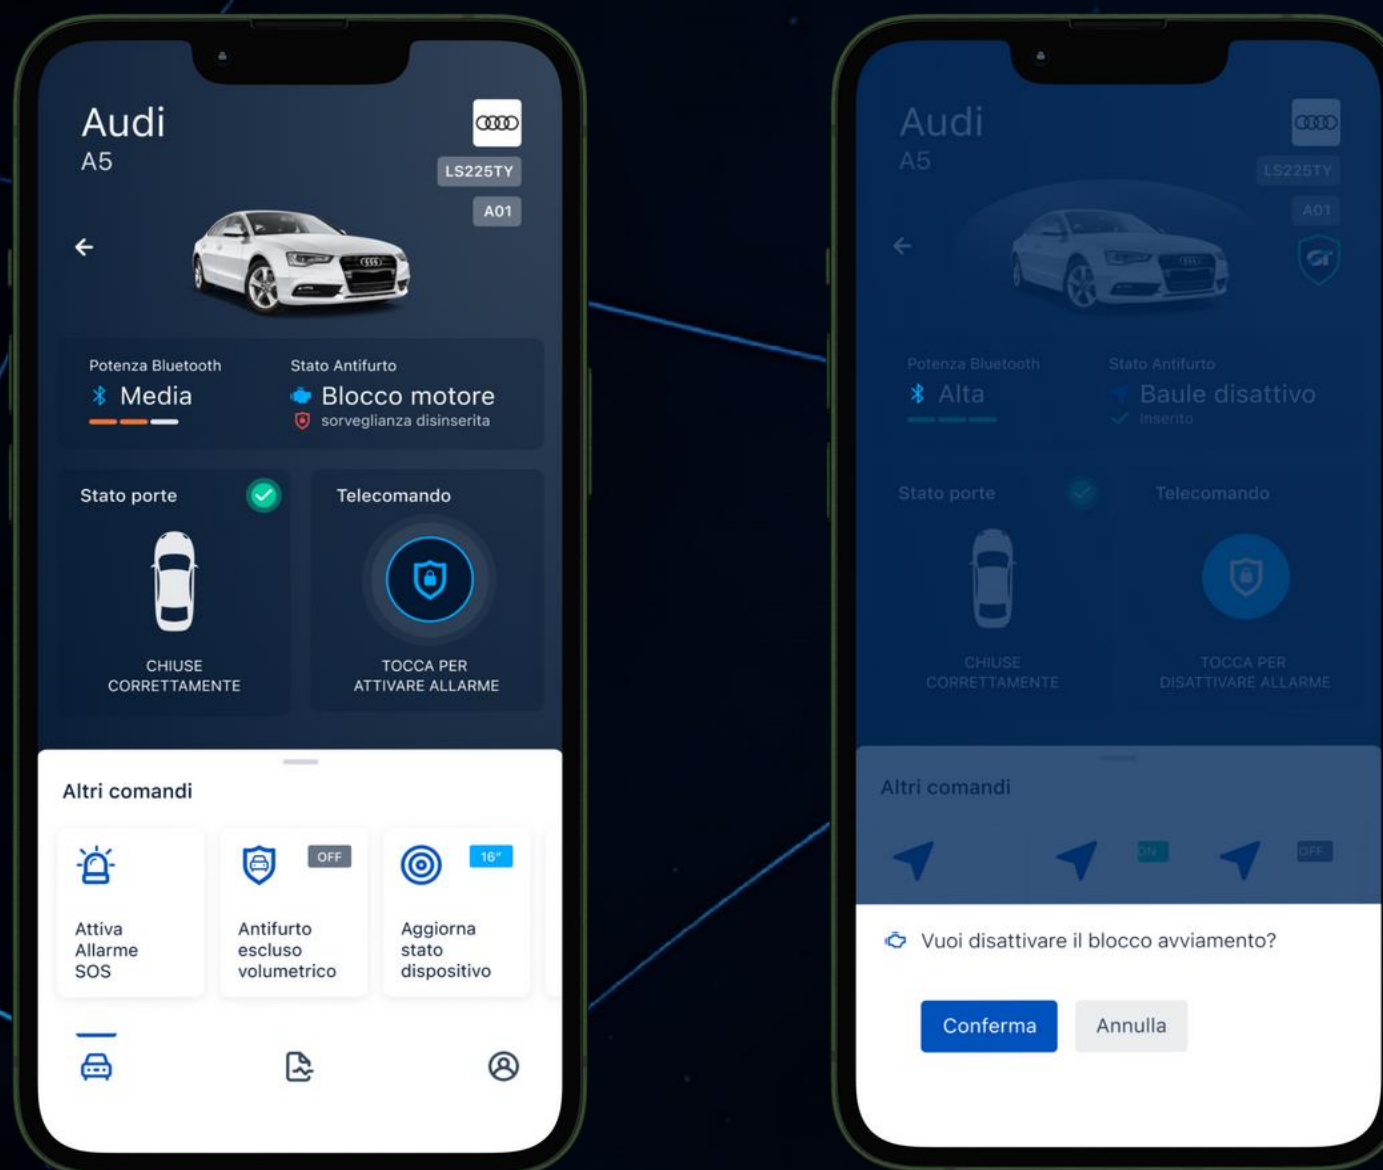 Audi
A5
LS225TY
A01
Potenza Bluetooth
Media
Stato Antifurto
Blocco motore
sorveglianza disinserita
Stato porte
CHIUSE
CORRETTAMENTE
Telecomando
TOCCA PER
ATTIVARE ALLARME
Altri comandi
Attiva
Allarme
SOS
OFF
Antifurto
escluso
volumetrico
16"
Aggiorna
stato
dispositivo
Audi
A5
LS225TY
A01
GT
Potenza Bluetooth
Alta
Stato Antifurto
Baule disattivo
Inserito
Stato porte
CHIUSE
CORRETTAMENTE
Telecomando
TOCCA PER
DISATTIVARE ALLARME
Altri comandi
ON
OFF
Vuoi disattivare il blocco avviamento?
Conferma
Annulla